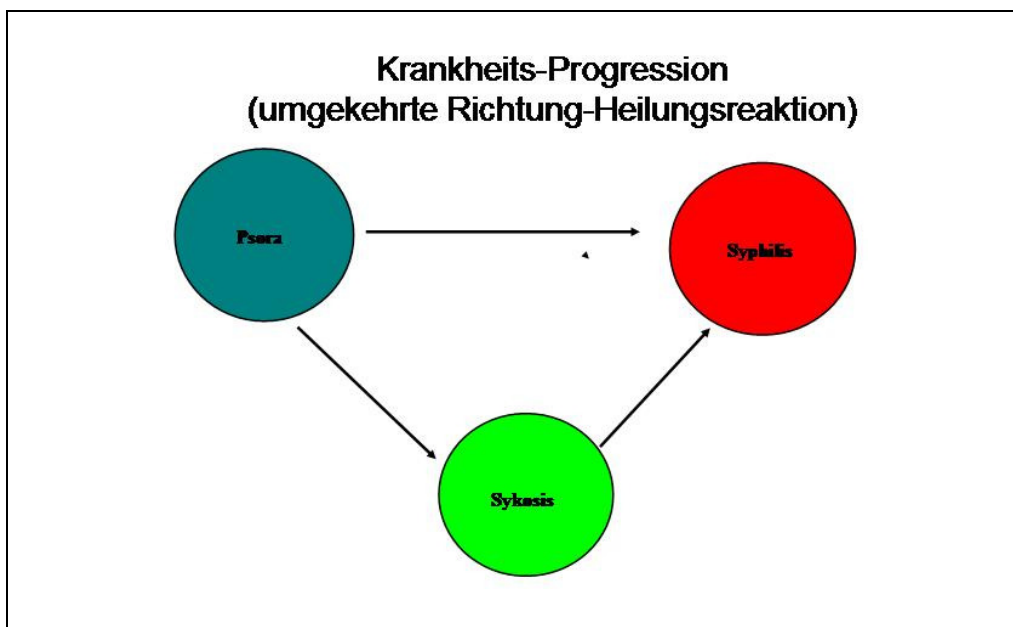 Krankheits-Progression
(umgekehrte Richtung-Heilungsreaktion)
Psora
Syphilis
Sykosis